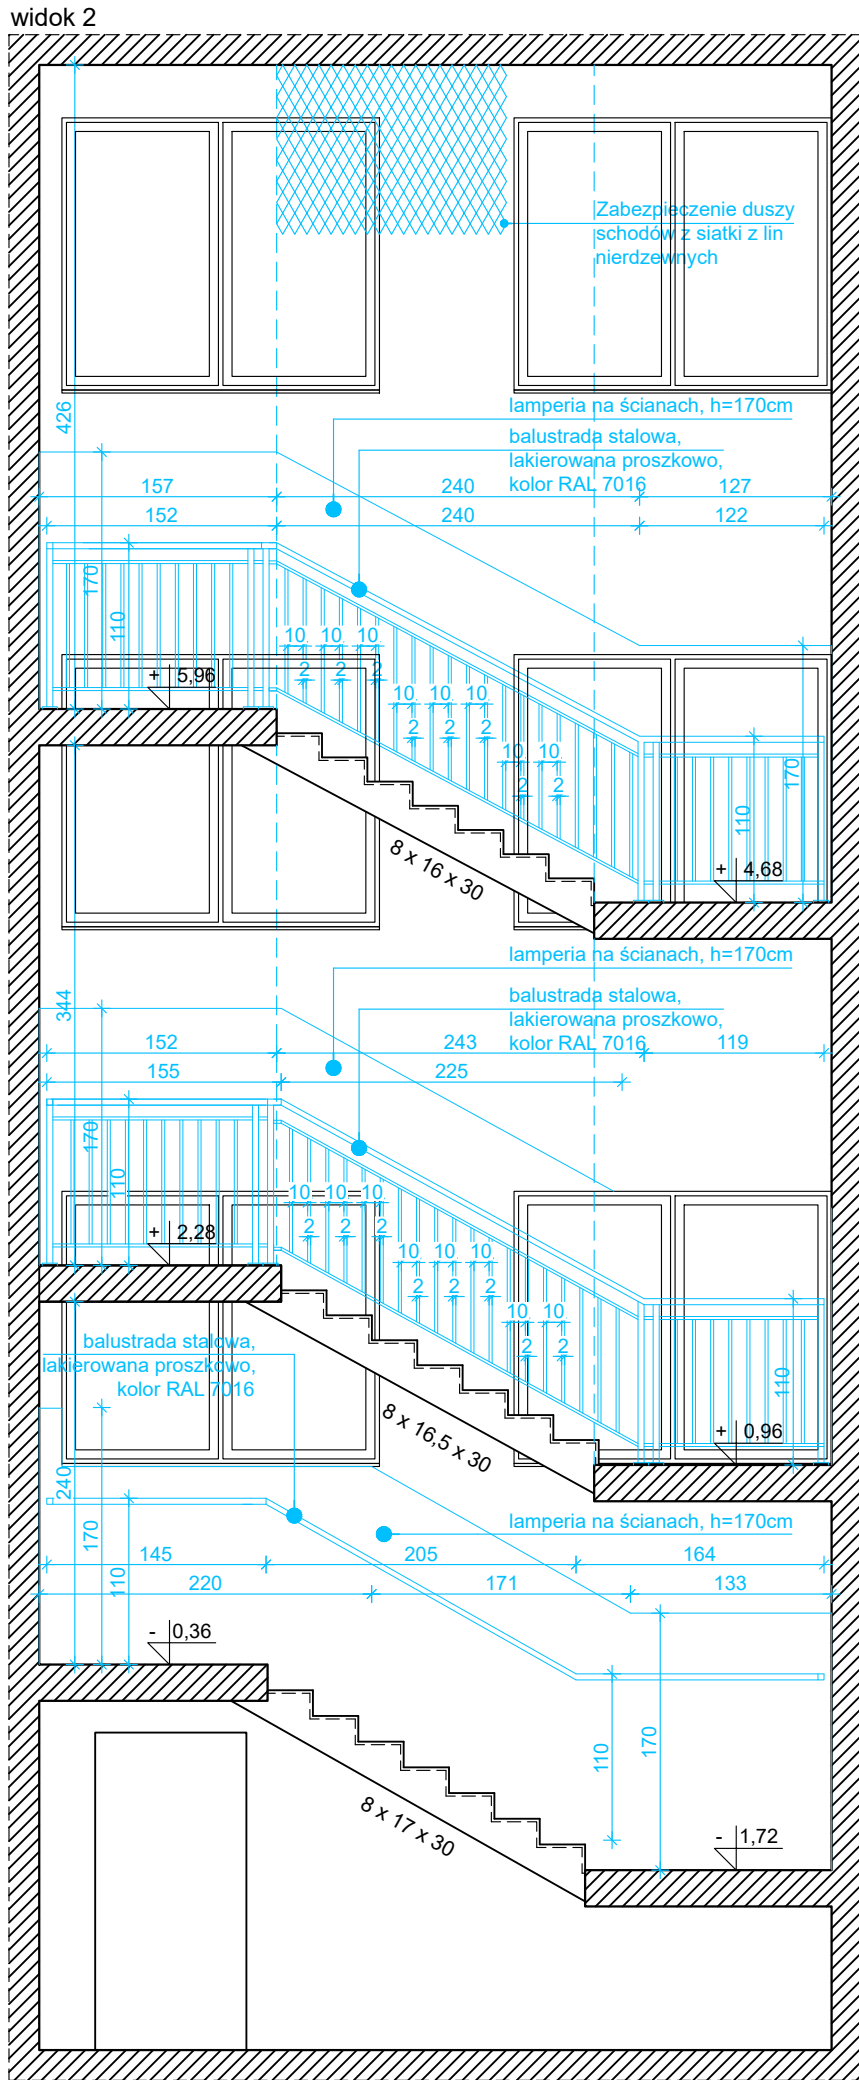 widok 2
Zabezpieczenie duszy
schodów z siatki z lin
nierdzewnych
426
lamperia na ścianach, h=170cm
balustrada stalowa,
lakierowana proszkowo,
kolor RAL 7016
157 240 127
152 240 122
170
110
10 10 10
2 2 2
+ 5,96
10 10 10
2 2 2
10 10
2 2
170
110
+ 4,68
8 x 16 x 30
lamperia na ścianach, h=170cm
344
balustrada stalowa,
lakierowana proszkowo,
kolor RAL 7016
152 243 119
155 225
170
110
10 10 10
2 2 2
+ 2,28
10 10 10
2 2 2
10 10
2 2
110
+ 0,96
balustrada stalowa,
lakierowana proszkowo,
kolor RAL 7016
8 x 16,5 x 30
240
lamperia na ścianach, h=170cm
170
110
145 205 164
220 171 133
- 0,36
110
170
8 x 17 x 30
- 1,72